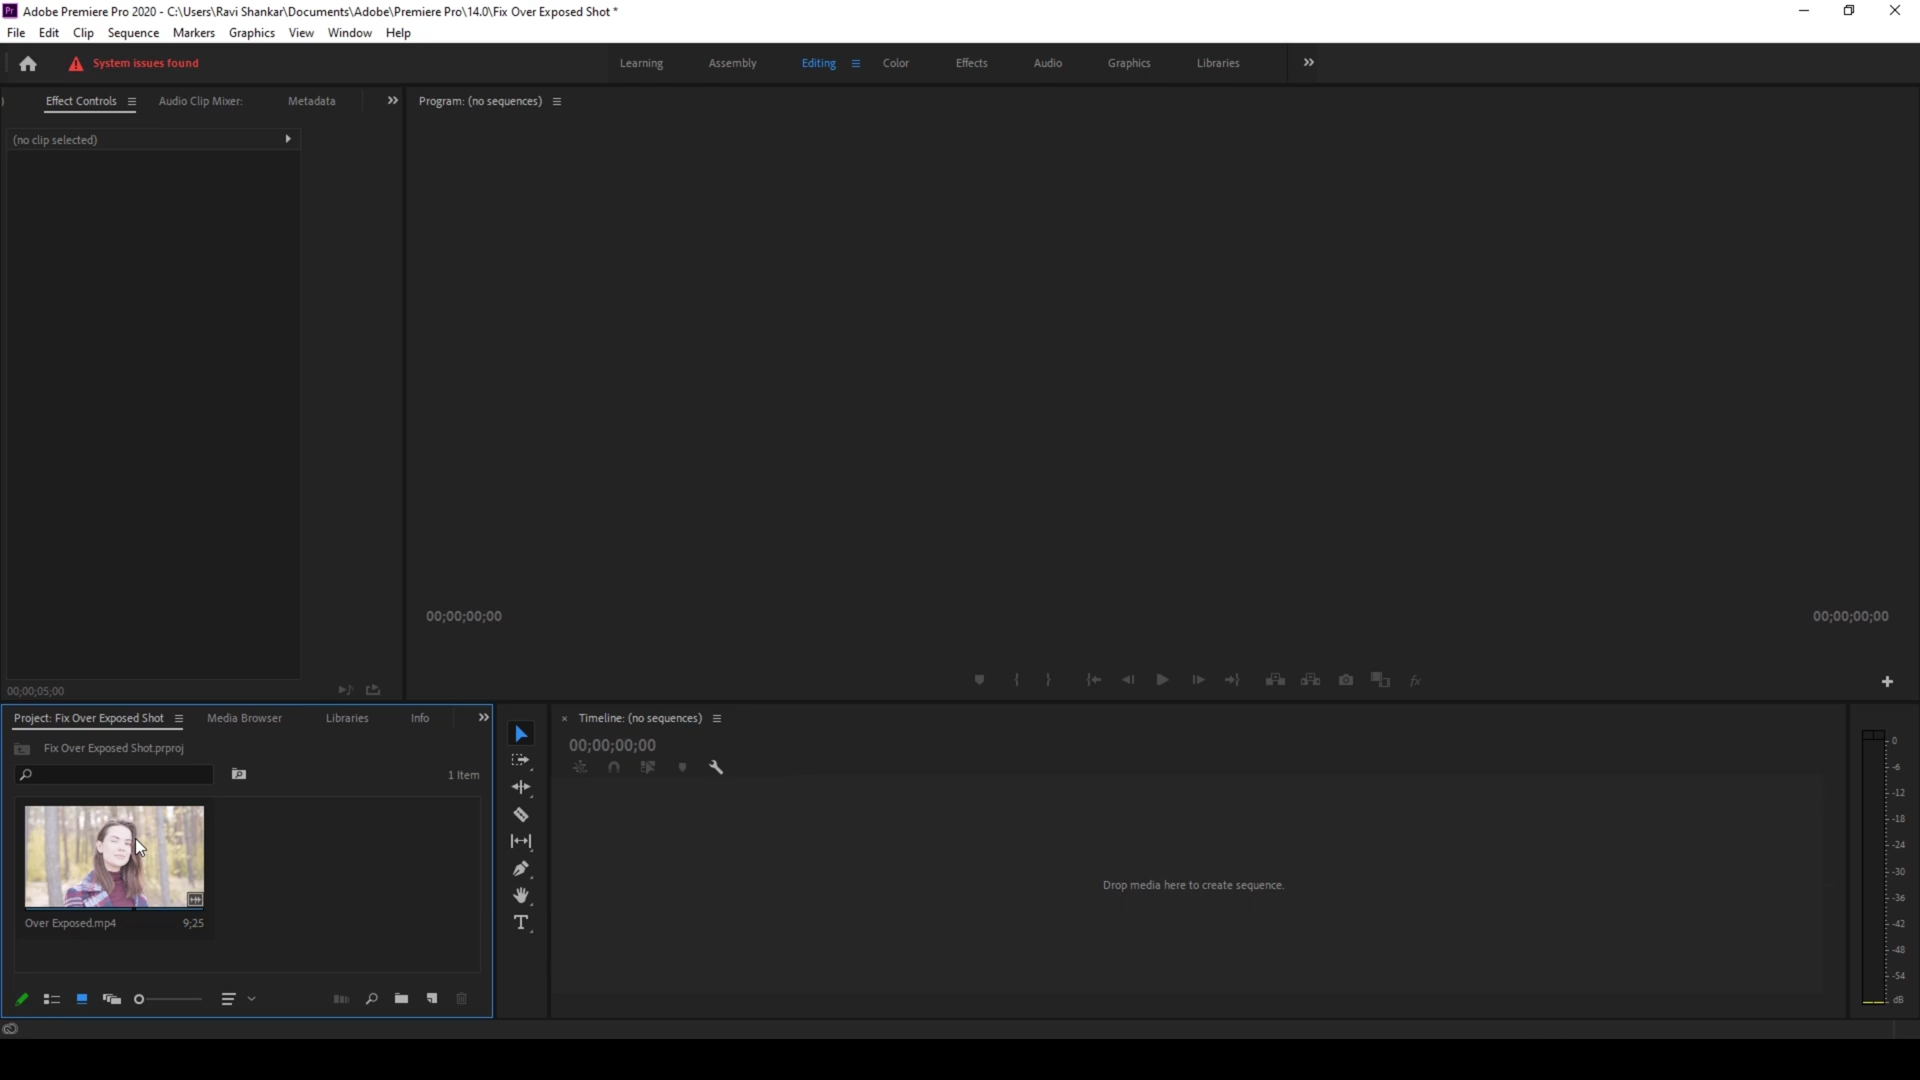 Adobe Premiere Pro 2020 - C:\Users\Ravi Shankar\Documents\Adobe\Premiere Pro\14.0\Fix Over Exposed Shot *
File Edit Clip Sequence Markers Graphics View Window Help
System issues found
Learning Assembly Editing Color Effects Audio Graphics Libraries
Effect Controls Audio Clip Mixer: Metadata
Program: (no sequences)
(no clip selected)
00;00;00;00
00;00;00;00
00;00;05;00
Project: Fix Over Exposed Shot Media Browser Libraries Info
Timeline: (no sequences)
00;00;00;00
Fix Over Exposed Shot.prproj
1 Item
Over Exposed.mp4 9;25
Drop media here to create sequence.
0
-6
-12
-18
-24
-30
-36
-42
-48
-54
dB